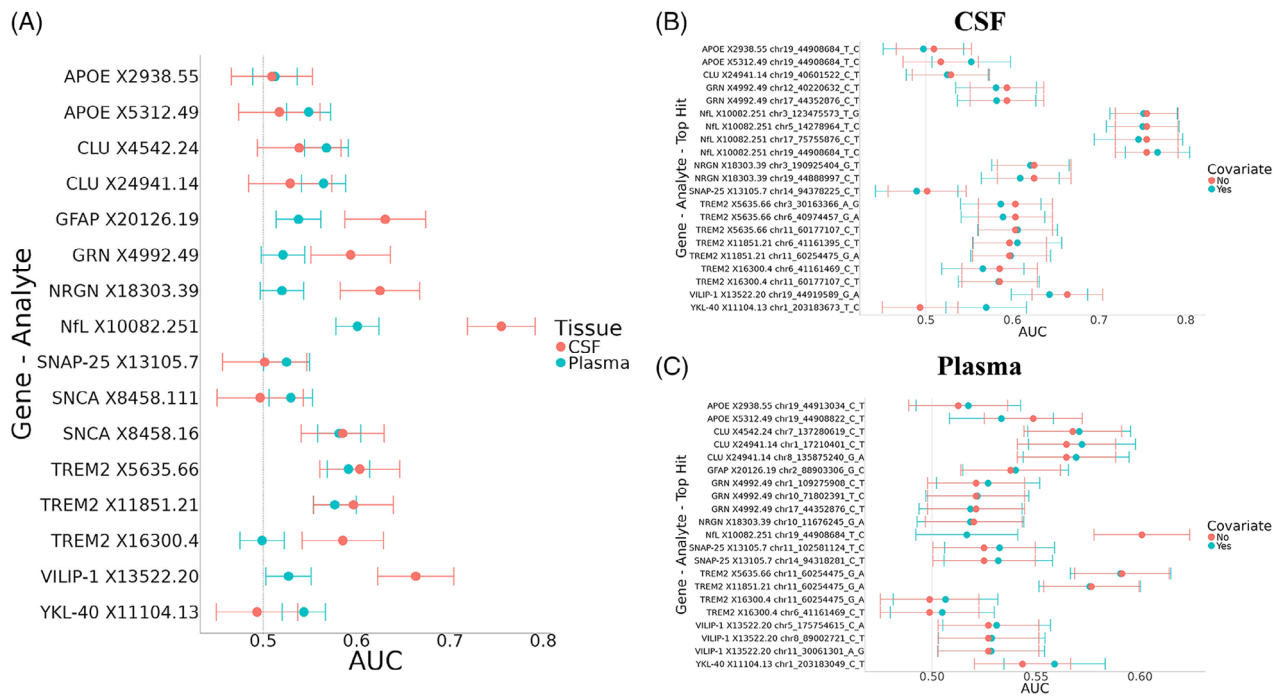 (A)
APOE X2938.55
APOE X5312.49
CLU X4542.24
CLU X24941.14
GFAP X20126.19
GRN X4992.49
NRGN X18303.39
NfL X10082.251
SNAP-25 X13105.7
SNCA X8458.111
SNCA X8458.16
TREM2 X5635.66
TREM2 X11851.21
TREM2 X16300.4
VILIP-1 X13522.20
YKL-40 X11104.13
Gene - Analyte
0.5 0.6 0.7 0.8
AUC
Tissue
CSF
Plasma
(B)
CSF
APOE X2938.55 chr19_44908684_T_C
APOE X5312.49 chr19_44908684_T_C
CLU X24941.14 chr19_40601522_C_T
GRN X4992.49 chr12_40220632_C_T
GRN X4992.49 chr17_44352876_C_T
NfL X10082.251 chr3_123475573_T_G
NfL X10082.251 chr5_14278964_T_C
NfL X10082.251 chr17_75755876_T_C
NfL X10082.251 chr19_44908684_T_C
NRGN X18303.39 chr3_190925404_G_T
NRGN X18303.39 chr19_44888997_C_T
SNAP-25 X13105.7 chr14_94378225_C_T
TREM2 X5635.66 chr3_30163366_A_G
TREM2 X5635.66 chr6_40974457_G_A
TREM2 X5635.66 chr11_60177107_C_T
TREM2 X11851.21 chr6_41161395_C_T
TREM2 X11851.21 chr11_60254475_G_A
TREM2 X16300.4 chr6_41161469_C_T
TREM2 X16300.4 chr11_60177107_C_T
VILIP-1 X13522.20 chr19_44919589_G_A
YKL-40 X11104.13 chr1_203183673_T_C
Gene - Analyte - Top Hit
0.5 0.6 0.7 0.8
AUC
Covariate
No
Yes
(C)
Plasma
APOE X2938.55 chr19_44913034_C_T
APOE X5312.49 chr19_44908822_C_T
CLU X4542.24 chr7_137280619_C_T
CLU X24941.14 chr1_17210401_C_T
CLU X24941.14 chr8_135875240_G_A
GFAP X20126.19 chr2_88903306_G_C
GRN X4992.49 chr1_109275908_C_T
GRN X4992.49 chr10_71802391_T_C
GRN X4992.49 chr17_44352876_C_T
NRGN X18303.39 chr10_11676245_G_A
NfL X10082.251 chr19_44908684_T_C
SNAP-25 X13105.7 chr11_102581124_T_C
SNAP-25 X13105.7 chr14_94318281_C_T
TREM2 X5635.66 chr11_60254475_G_A
TREM2 X11851.21 chr11_60254475_G_A
TREM2 X16300.4 chr11_60254475_G_A
TREM2 X16300.4 chr6_41161469_C_T
VILIP-1 X13522.20 chr5_175754615_C_A
VILIP-1 X13522.20 chr8_89002721_C_T
VILIP-1 X13522.20 chr11_30061301_A_G
YKL-40 X11104.13 chr1_203183049_C_T
Gene - Analyte - Top Hit
0.50 0.55 0.60
AUC
Covariate
No
Yes